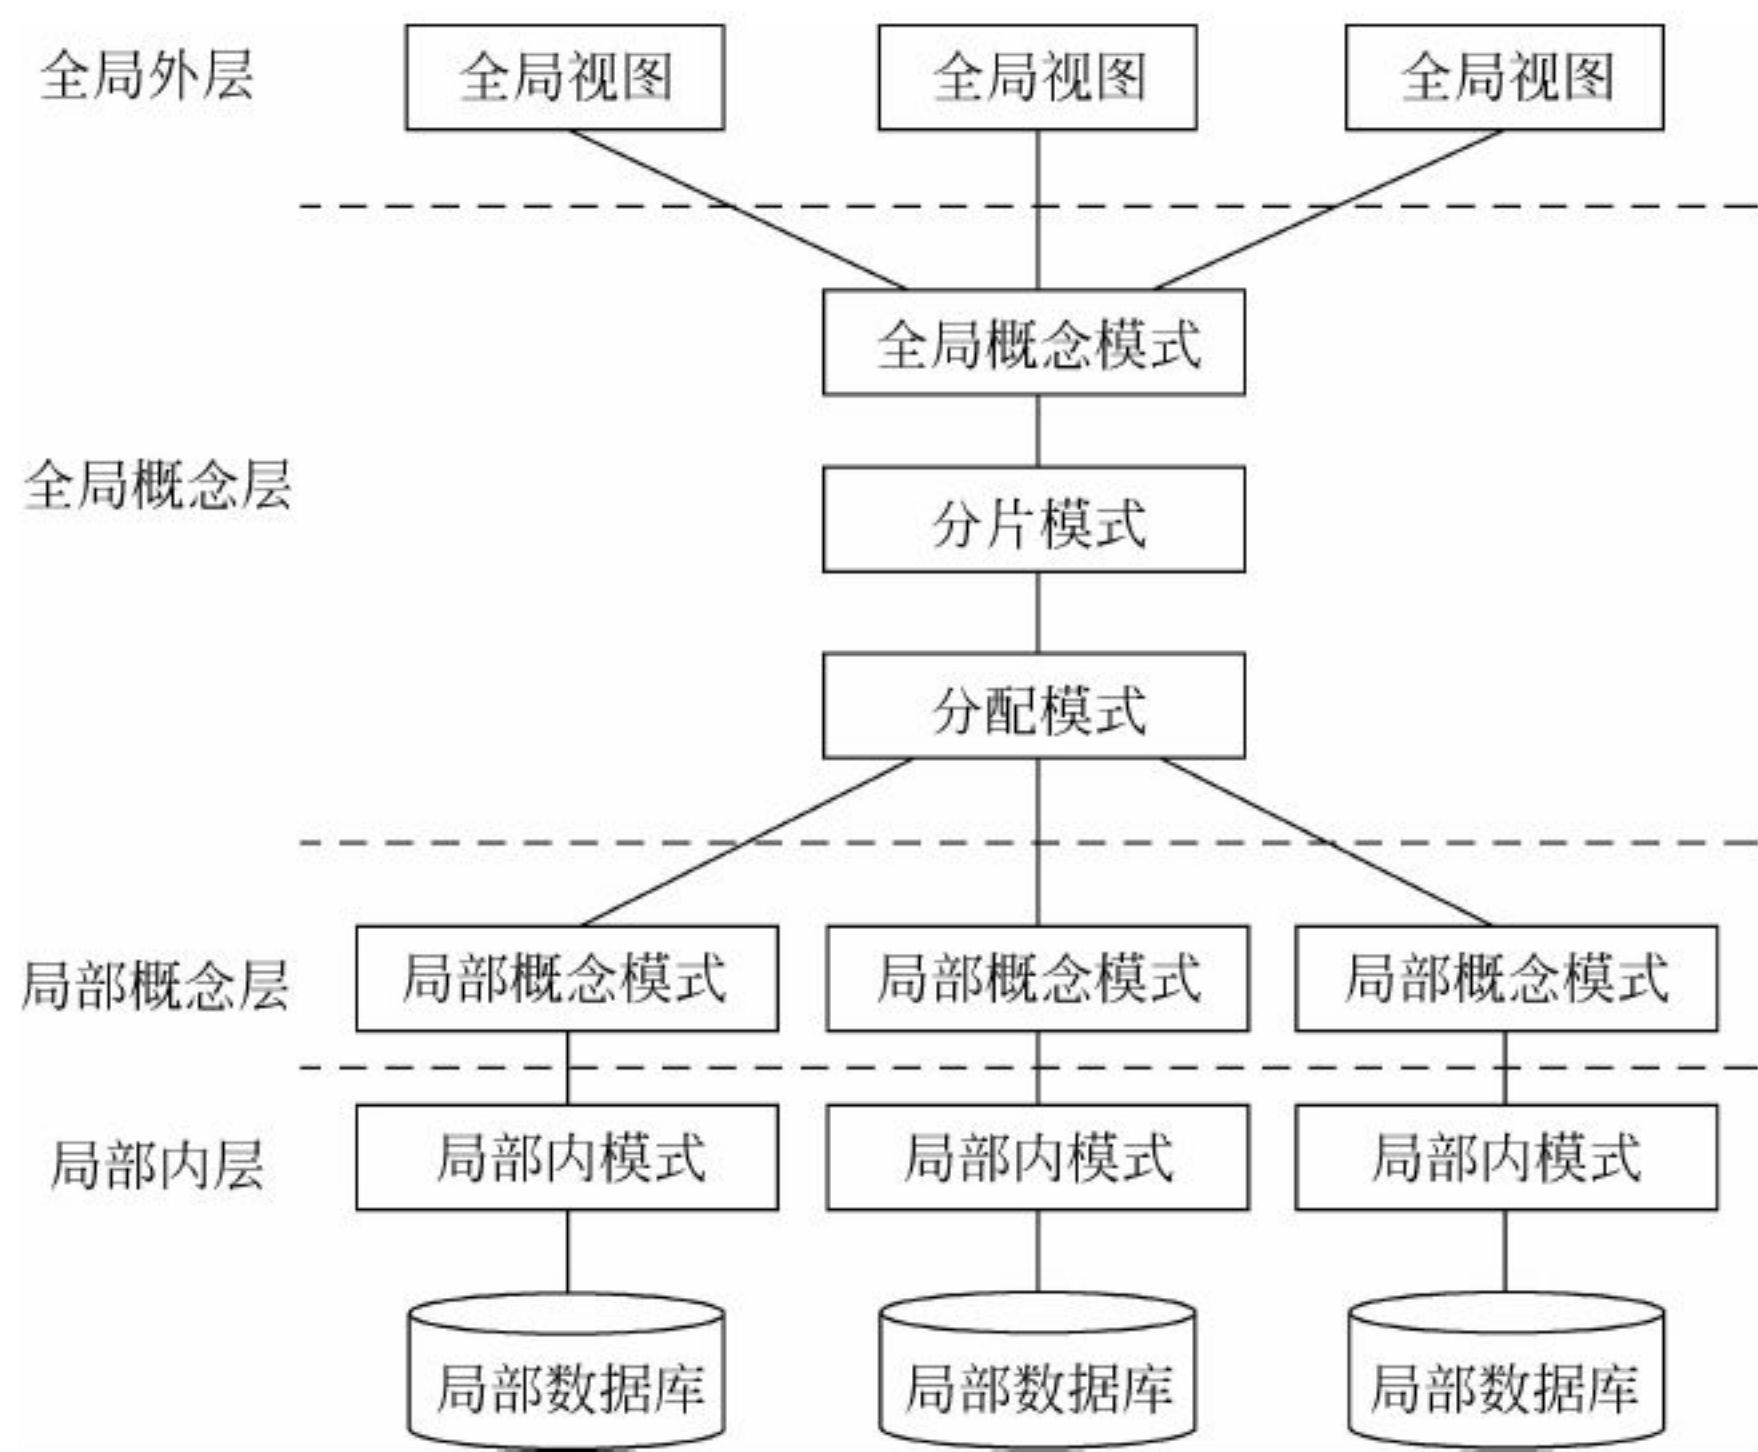 全局外层
全局视图
全局视图
全局视图
全局概念模式
全局概念层
分片模式
分配模式
局部概念层
局部概念模式
局部概念模式
局部概念模式
局部内层
局部内模式
局部内模式
局部内模式
局部数据库
局部数据库
局部数据库